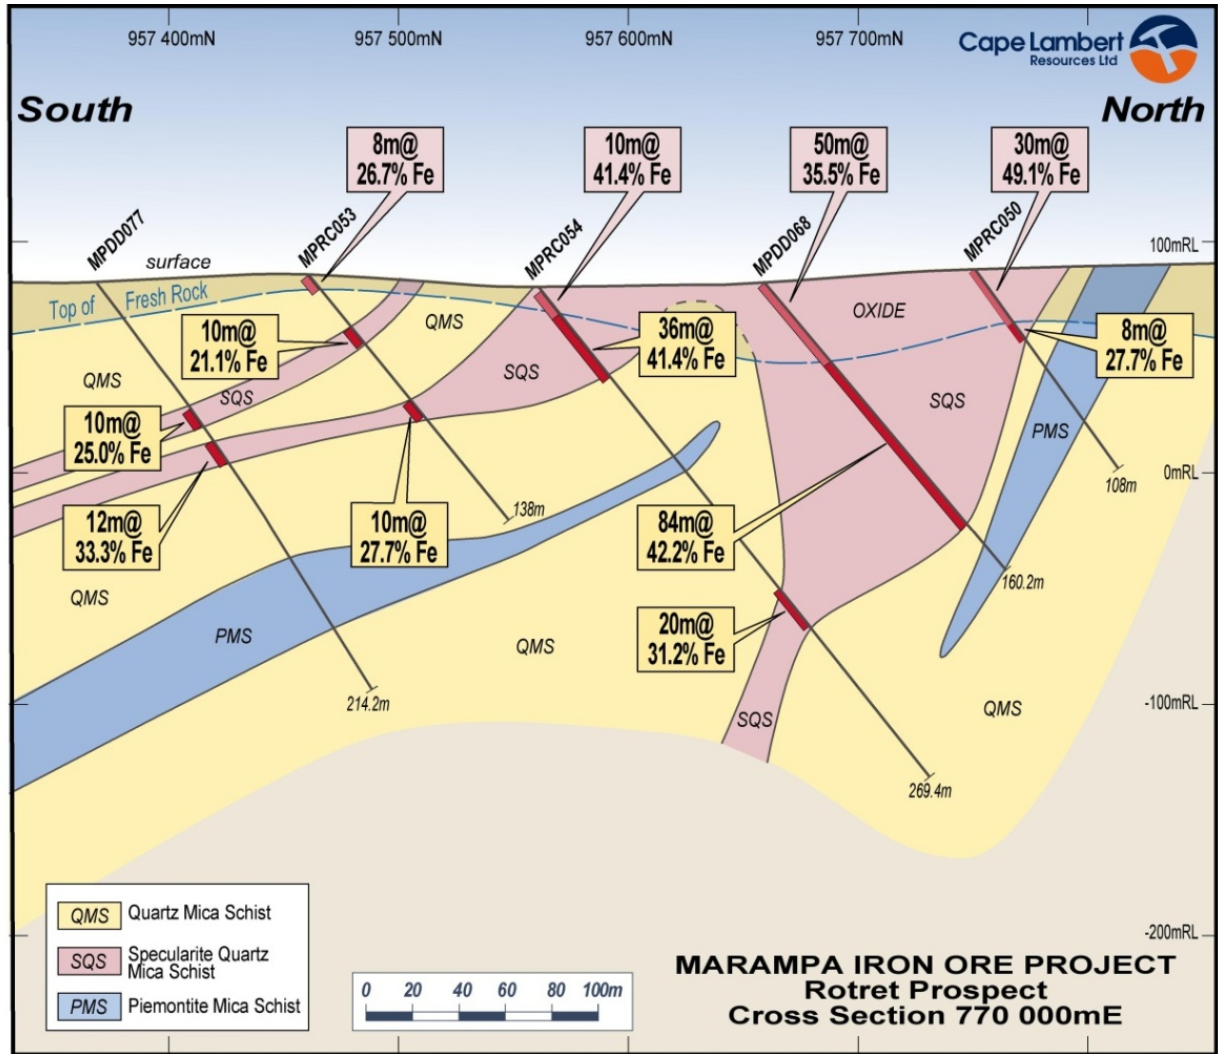 957 400mN
957 500mN
957 600mN
957 700mN
Cape Lambert
Resources Ltd
South
North
8m@
26.7% Fe
10m@
41.4% Fe
50m@
35.5% Fe
30m@
49.1% Fe
MPDD077
MPRC053
MPRC054
MPDD068
MPRC050
100mRL
surface
Top of
Fresh Rock
OXIDE
QMS
10m@
21.1% Fe
36m@
41.4% Fe
8m@
27.7% Fe
QMS
SQS
SQS
SQS
PMS
10m@
25.0% Fe
0mRL
108m
12m@
33.3% Fe
138m
10m@
27.7% Fe
84m@
42.2% Fe
160.2m
QMS
PMS
QMS
20m@
31.2% Fe
214.2m
SQS
QMS
-100mRL
269.4m
QMS Quartz Mica Schist
SQS Specularite Quartz
Mica Schist
PMS Piemontite Mica Schist
0 20 40 60 80 100m
-200mRL
MARAMPA IRON ORE PROJECT
Rotret Prospect
Cross Section 770 000mE